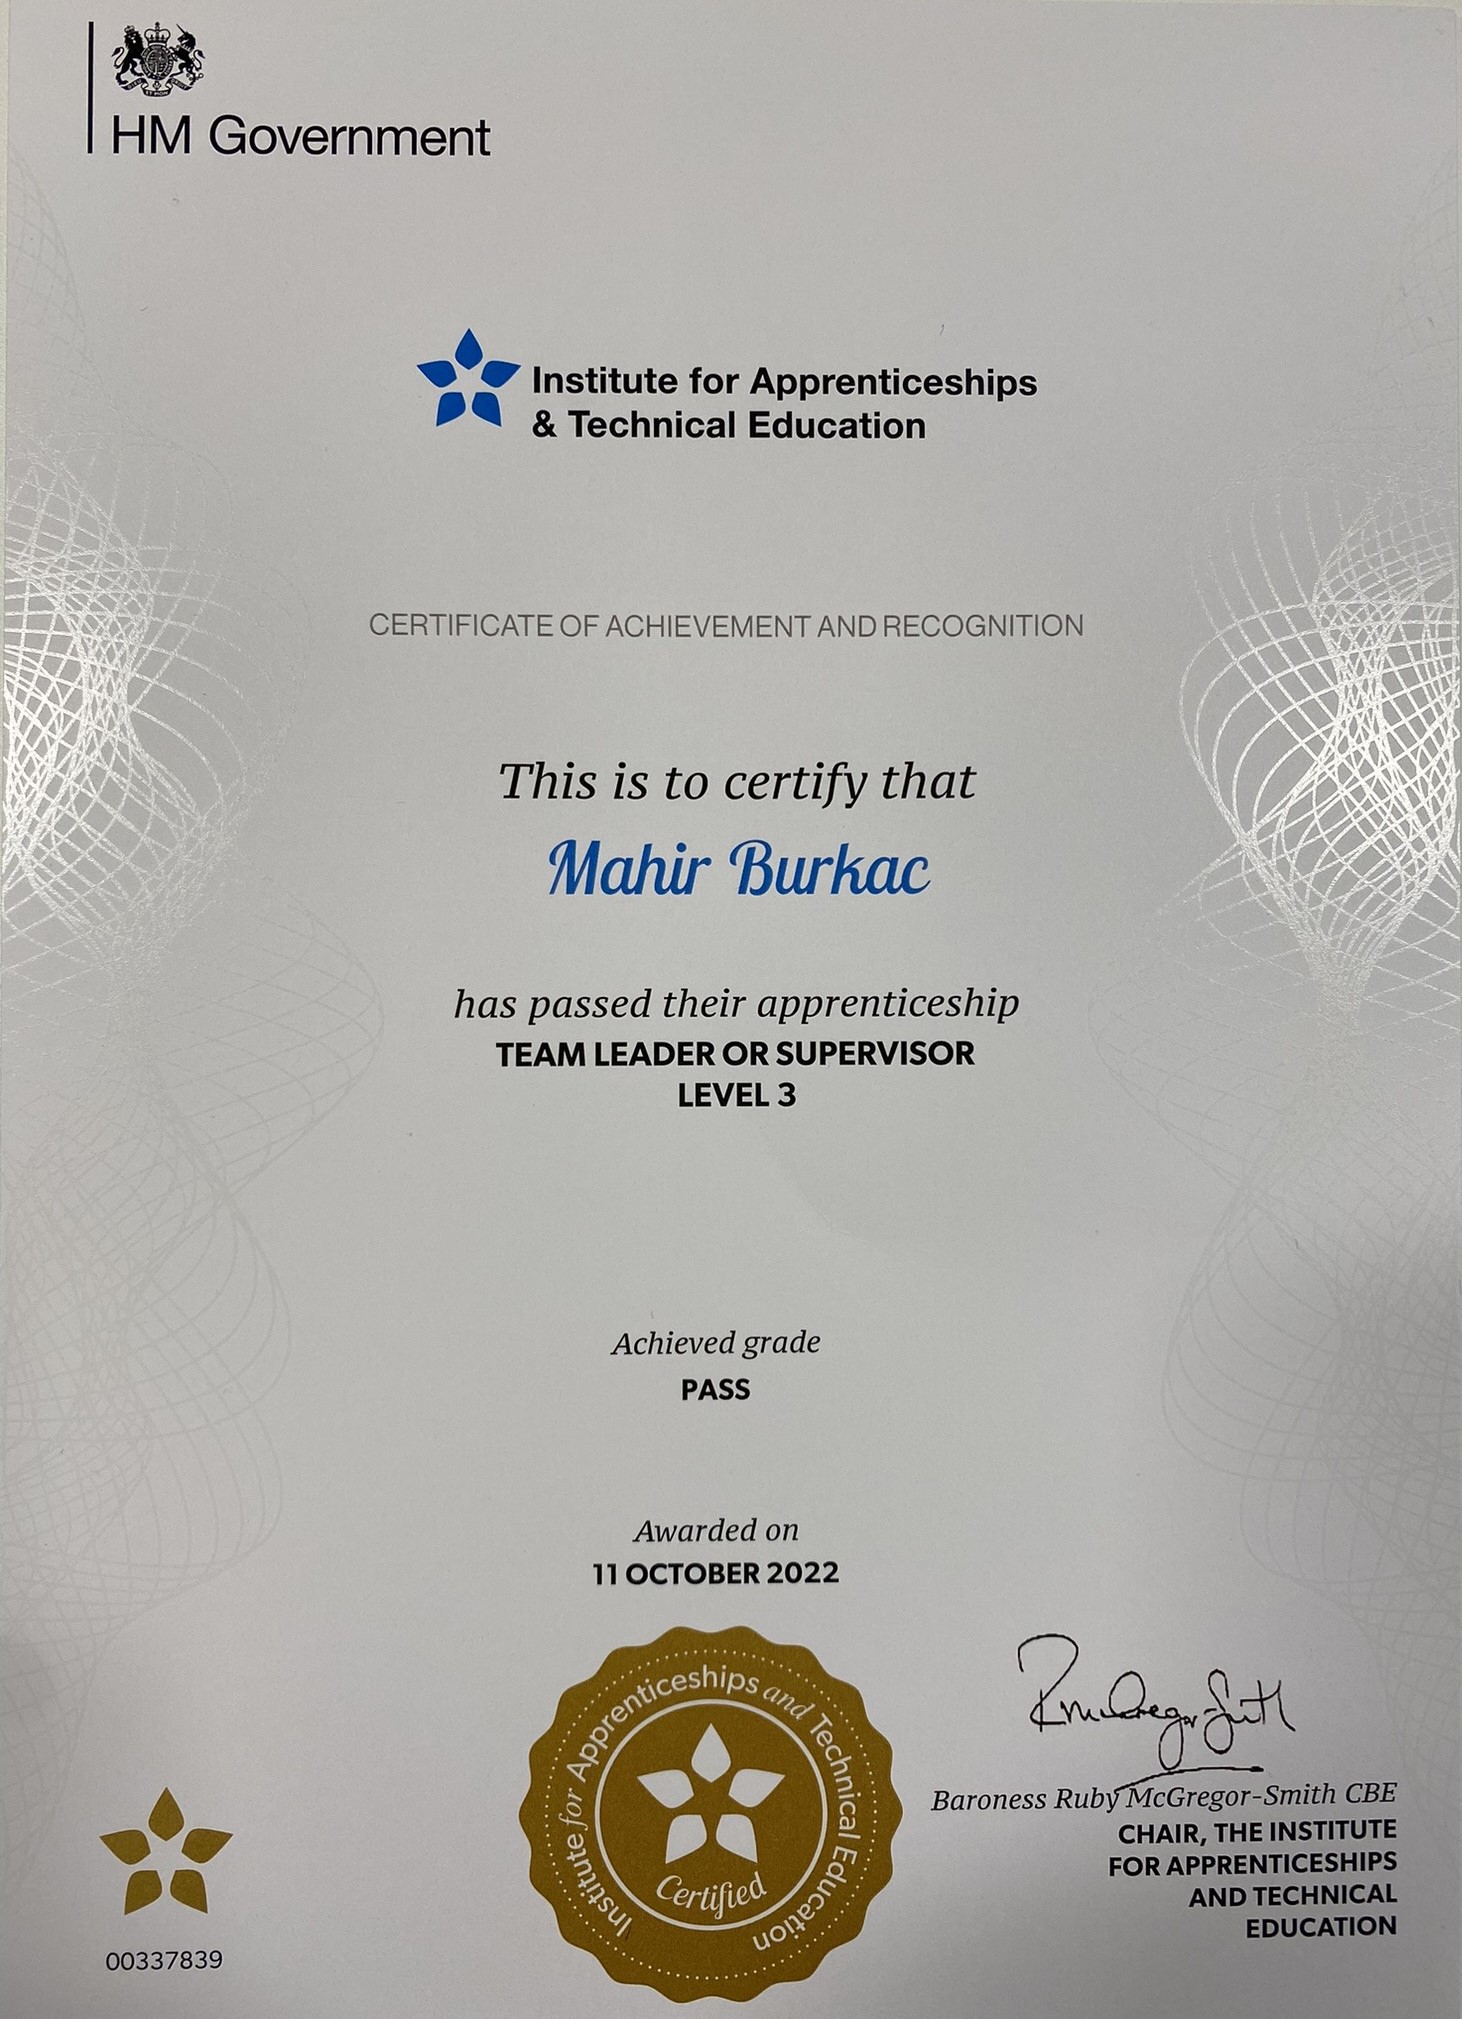 HM Government
Institute for Apprenticeships
& Technical Education
CERTIFICATE OF ACHIEVEMENT AND RECOGNITION
This is to certify that
Mahir Burkac
has passed their apprenticeship
TEAM LEADER OR SUPERVISOR
LEVEL 3
Achieved grade
PASS
Awarded on
11 OCTOBER 2022
Institute for Apprenticeships and Technical Education
Certified
Baroness Ruby McGregor-Smith CBE
CHAIR, THE INSTITUTE
FOR APPRENTICESHIPS
AND TECHNICAL
EDUCATION
00337839